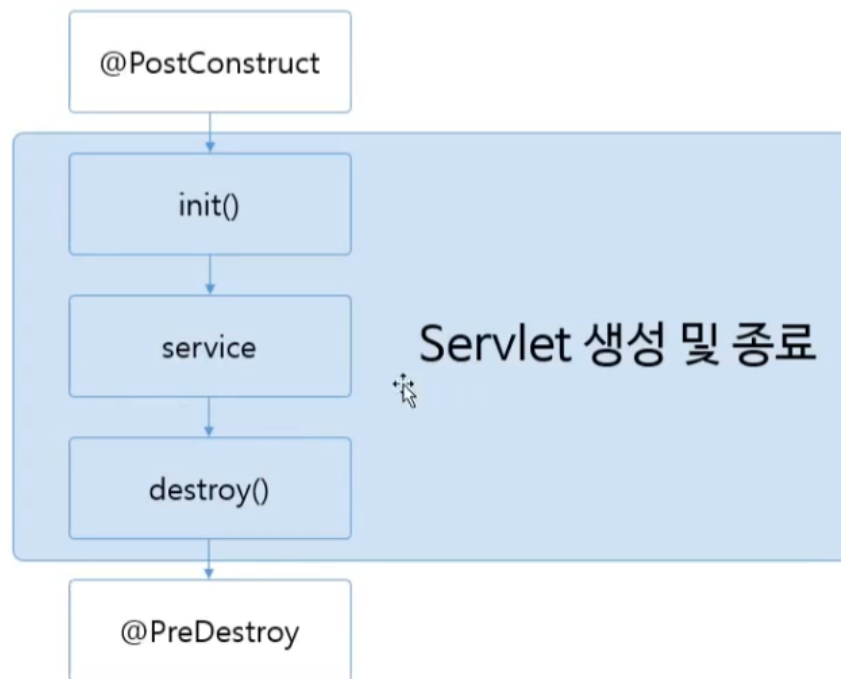 @PostConstruct
init()
service
Servlet 생성 및 종료
destroy()
@PreDestroy